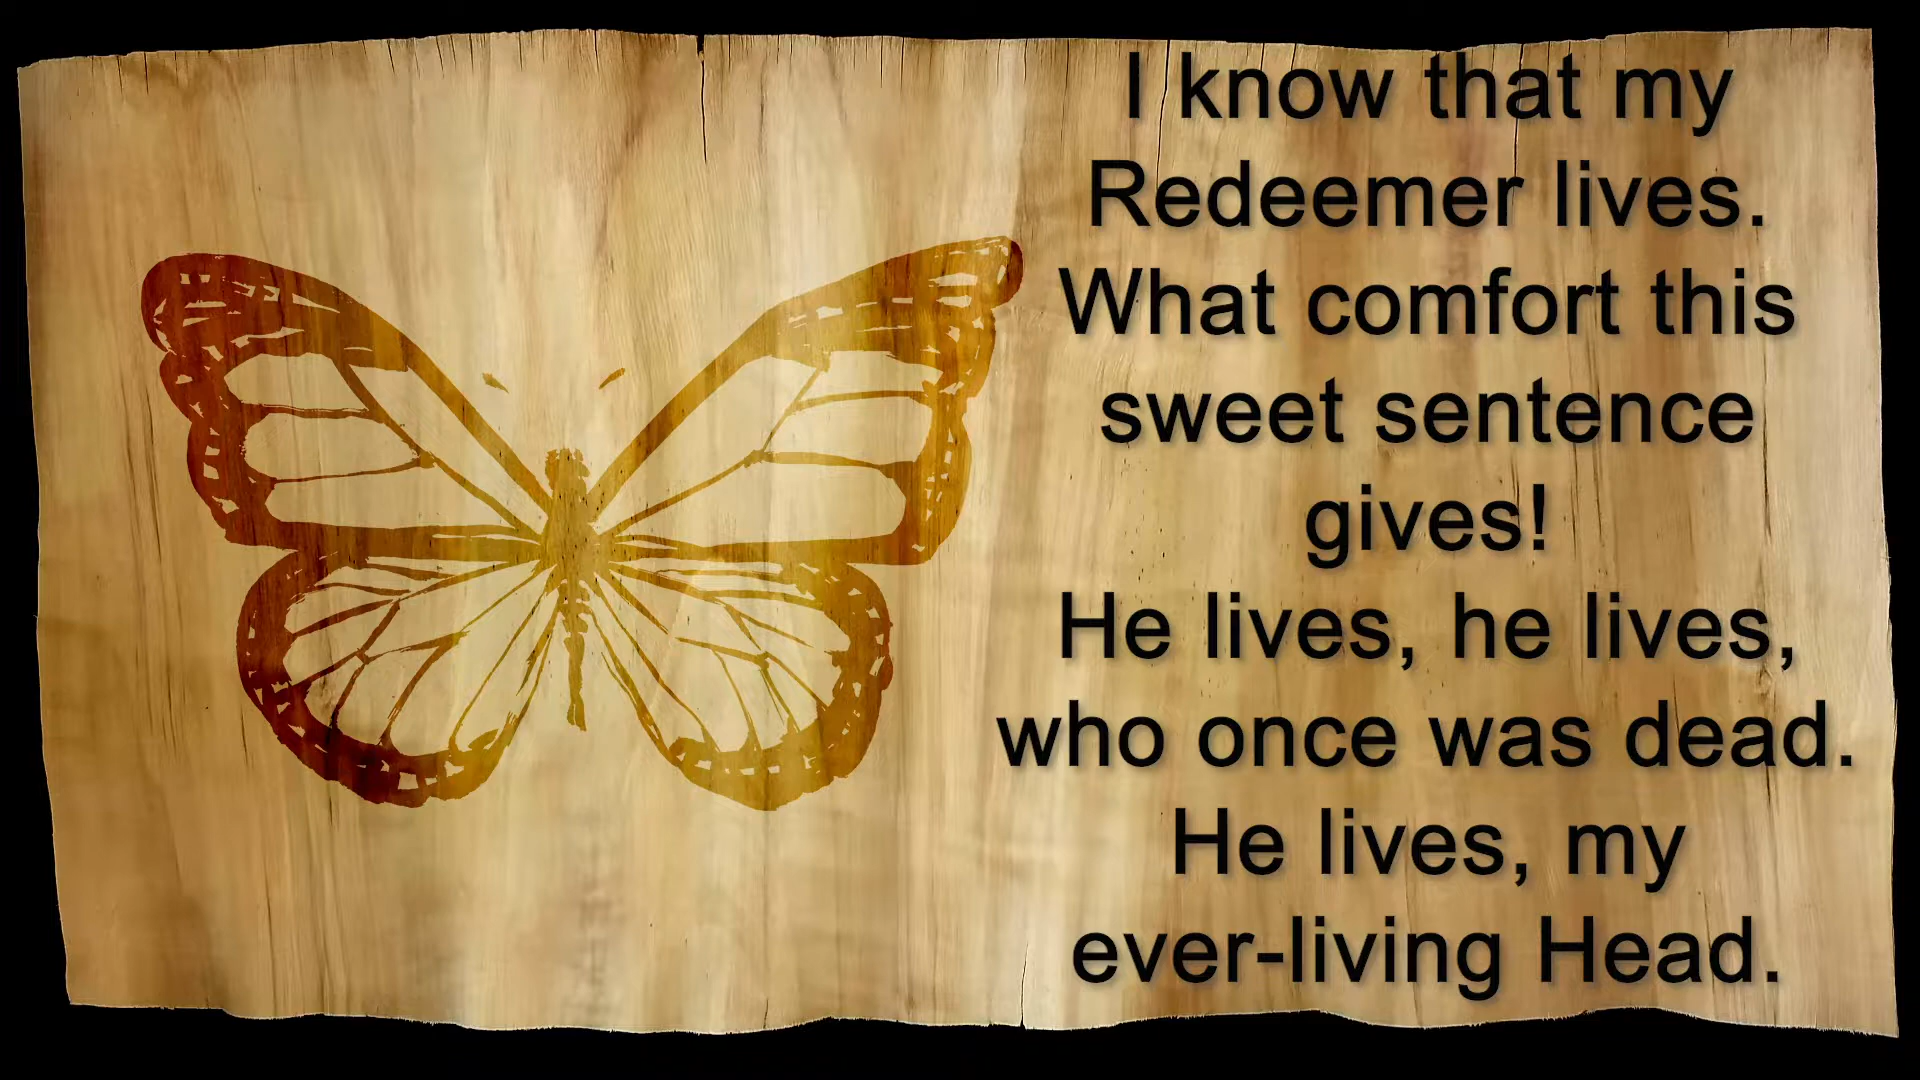 I know that my
Redeemer lives.
What comfort this
sweet sentence
gives!
He lives, he lives,
who once was dead.
He lives, my
ever-living Head.